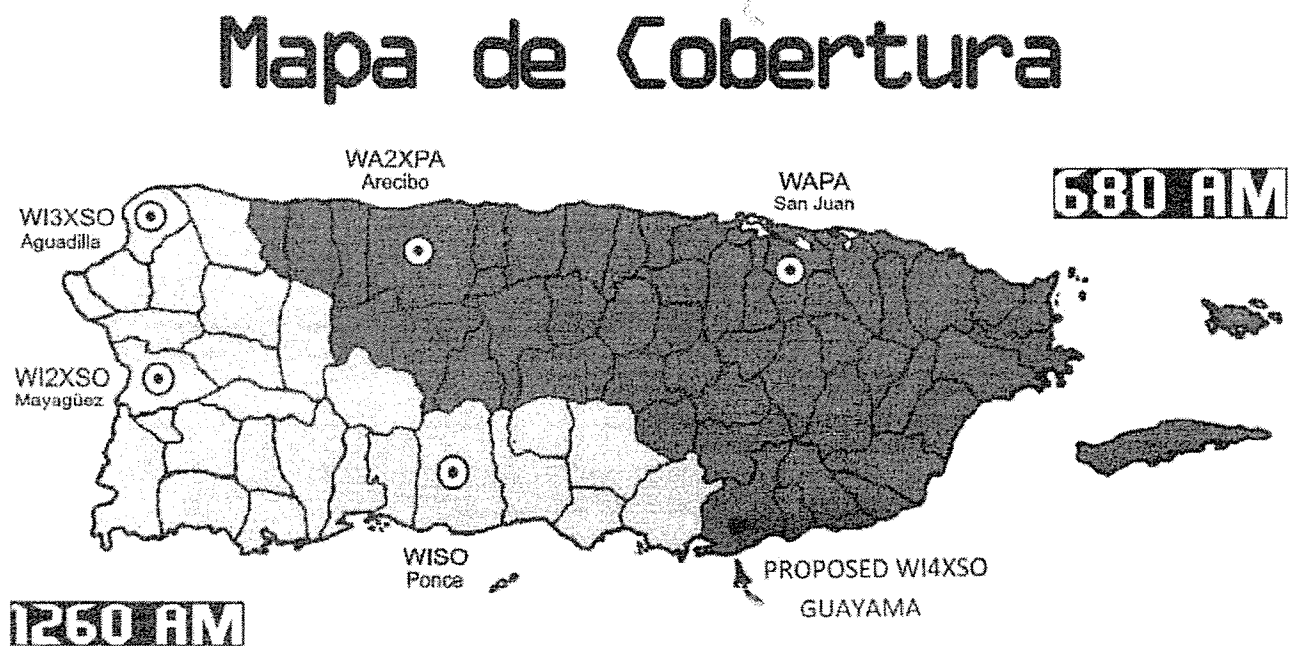 Mapa de Cobertura
WA2XPA
Arecibo
WAPA
San Juan
680 AM
WI3XSO
Aguadilla
WI2XSO
Mayagüez
WISO
Ponce
PROPOSED WI4XSO
GUAYAMA
1260 AM